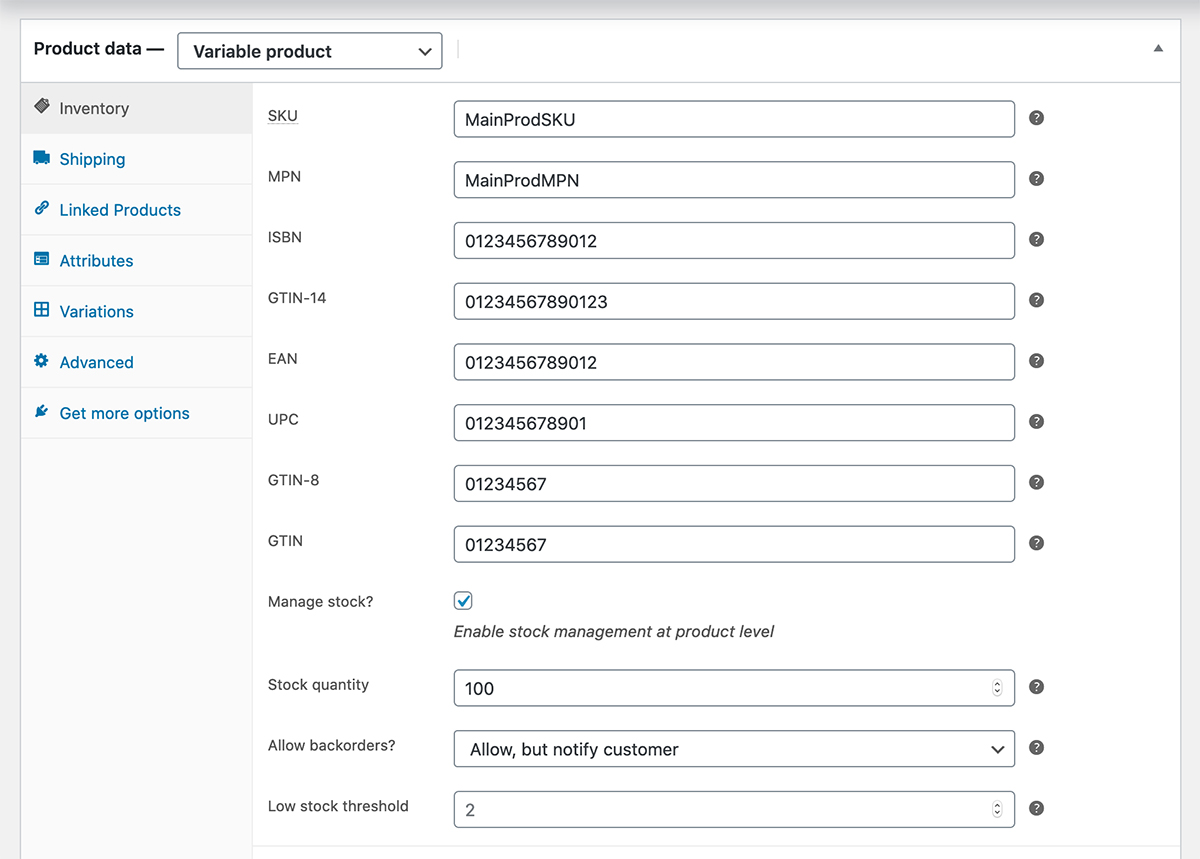 Product data — Variable product
Inventory
Shipping
Linked Products
Attributes
Variations
Advanced
Get more options
SKU MainProdSKU
MPN MainProdMPN
ISBN 0123456789012
GTIN-14 01234567890123
EAN 0123456789012
UPC 012345678901
GTIN-8 01234567
GTIN 01234567
Manage stock?
Enable stock management at product level
Stock quantity 100
Allow backorders? Allow, but notify customer
Low stock threshold 2